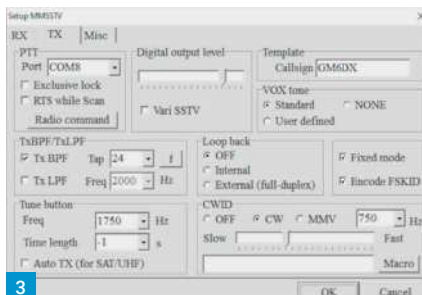 Setup MMSSTV
RX TX Misc
PTT
Port COM8
Exclusive lock
RTS while Scan
Radio command
Digital output level
Vari SSTV
Template
Callsign GM6DX
VOX tone
Standard NONE
User defined
TxBPF/TxLPF
Tx BPF Tap 24 f
Tx LPF Freq 2000 Hz
Loop back
OFF
Internal
External (full-duplex)
Fixed mode
Encode FSKID
Tune button
Freq 1750 Hz
Time length -1 s
Auto TX (for SAT/UHF)
CWID
OFF CW MMV 750 Hz
Slow Fast
Macro
OK Cancel
3